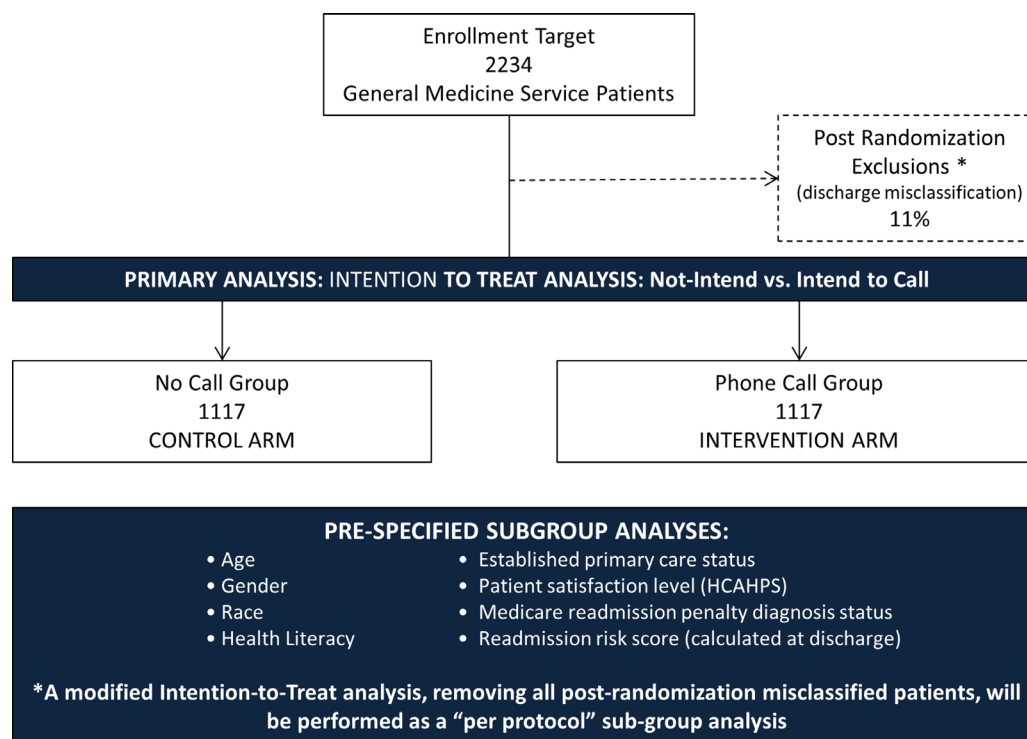 Enrollment Target
2234
General Medicine Service Patients
Post Randomization
Exclusions *
(discharge misclassification)
11%
PRIMARY ANALYSIS: INTENTION TO TREAT ANALYSIS: Not-Intend vs. Intend to Call
No Call Group
1117
CONTROL ARM
Phone Call Group
1117
INTERVENTION ARM
PRE-SPECIFIED SUBGROUP ANALYSES:
• Age
• Gender
• Race
• Health Literacy
• Established primary care status
• Patient satisfaction level (HCAHPS)
• Medicare readmission penalty diagnosis status
• Readmission risk score (calculated at discharge)
*A modified Intention-to-Treat analysis, removing all post-randomization misclassified patients, will
be performed as a “per protocol” sub-group analysis